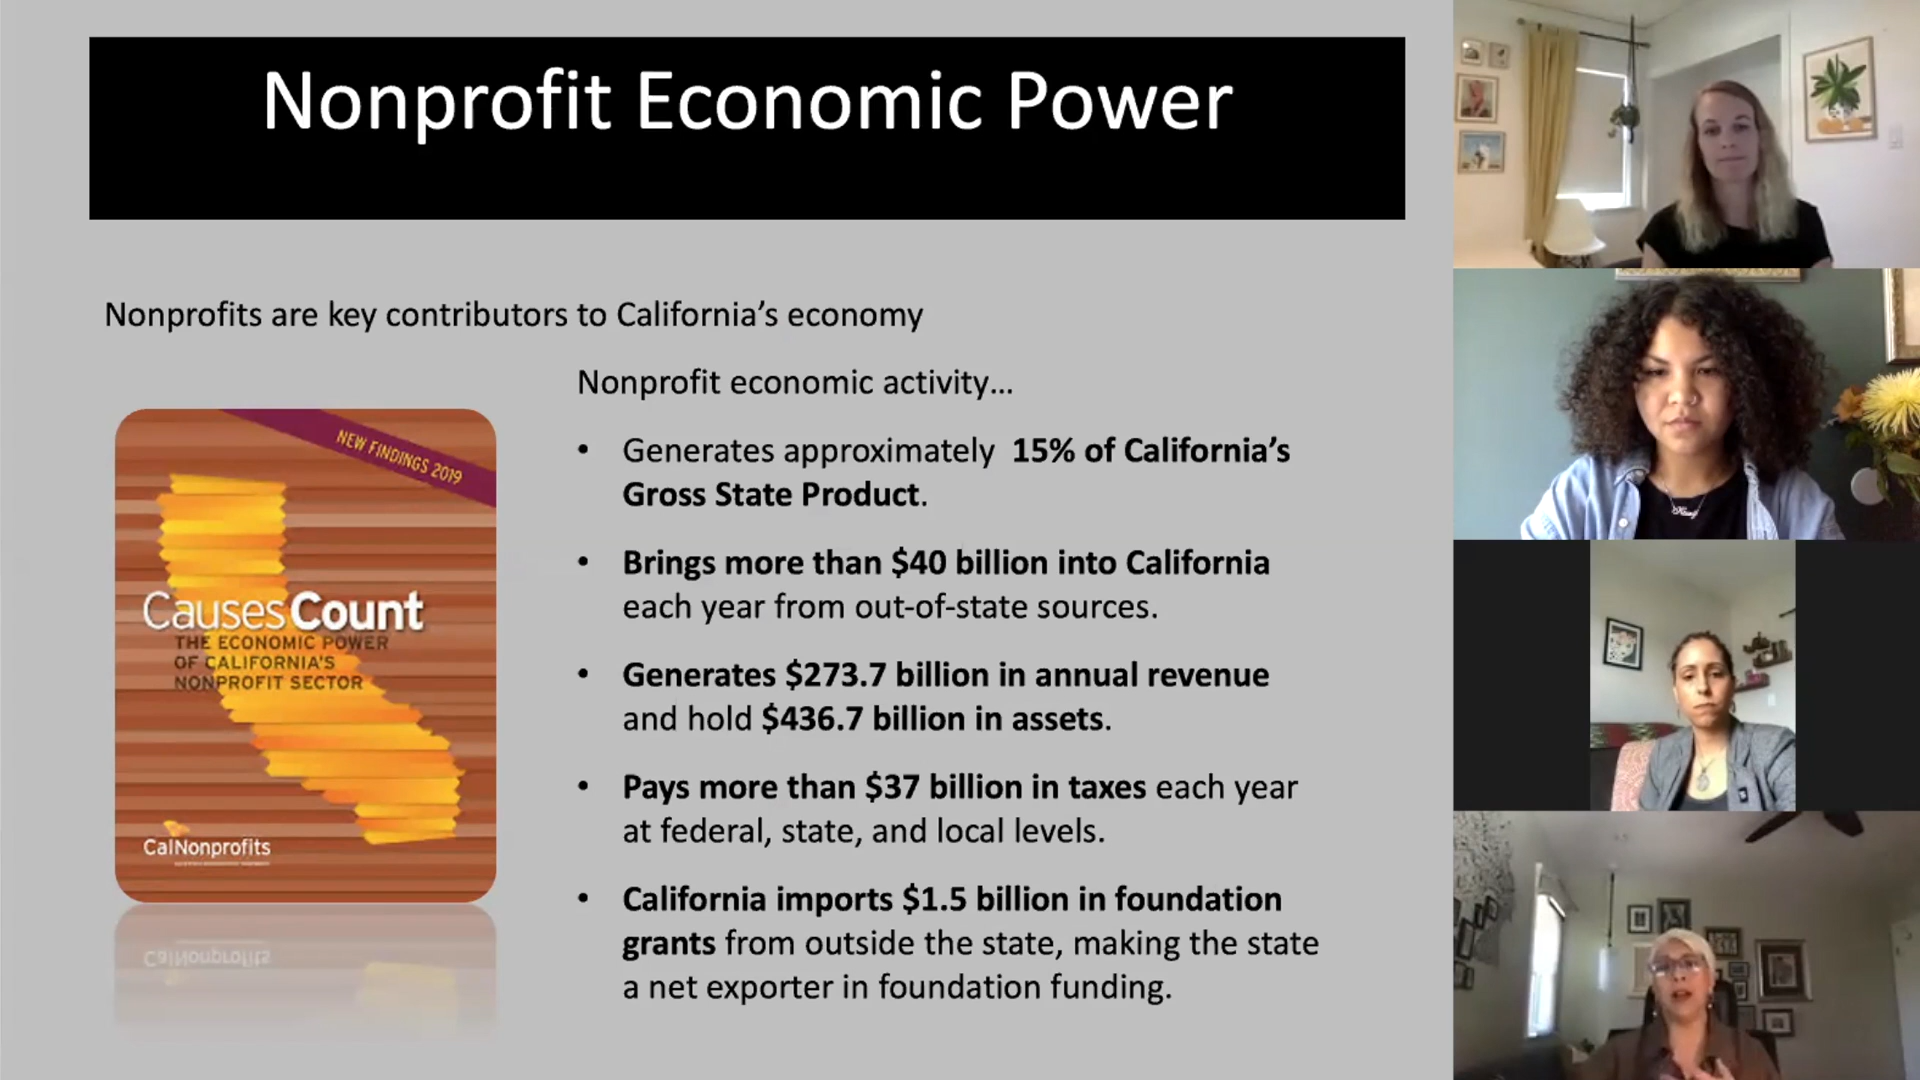 Nonprofit Economic Power
Nonprofits are key contributors to California’s economy
Nonprofit economic activity...
• Generates approximately 15% of California’s
Gross State Product.
• Brings more than $40 billion into California
each year from out-of-state sources.
• Generates $273.7 billion in annual revenue
and hold $436.7 billion in assets.
• Pays more than $37 billion in taxes each year
at federal, state, and local levels.
• California imports $1.5 billion in foundation
grants from outside the state, making the state
a net exporter in foundation funding.
NEW FINDINGS 2019
CausesCount
THE ECONOMIC POWER
OF CALIFORNIA'S
NONPROFIT SECTOR
CalNonprofits